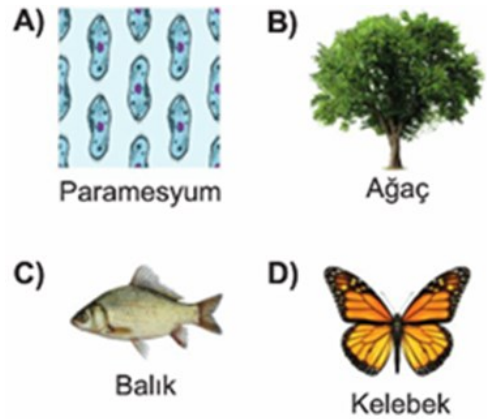 A)
Paramesyum
B)
Ağaç
C)
Balık
D)
Kelebek